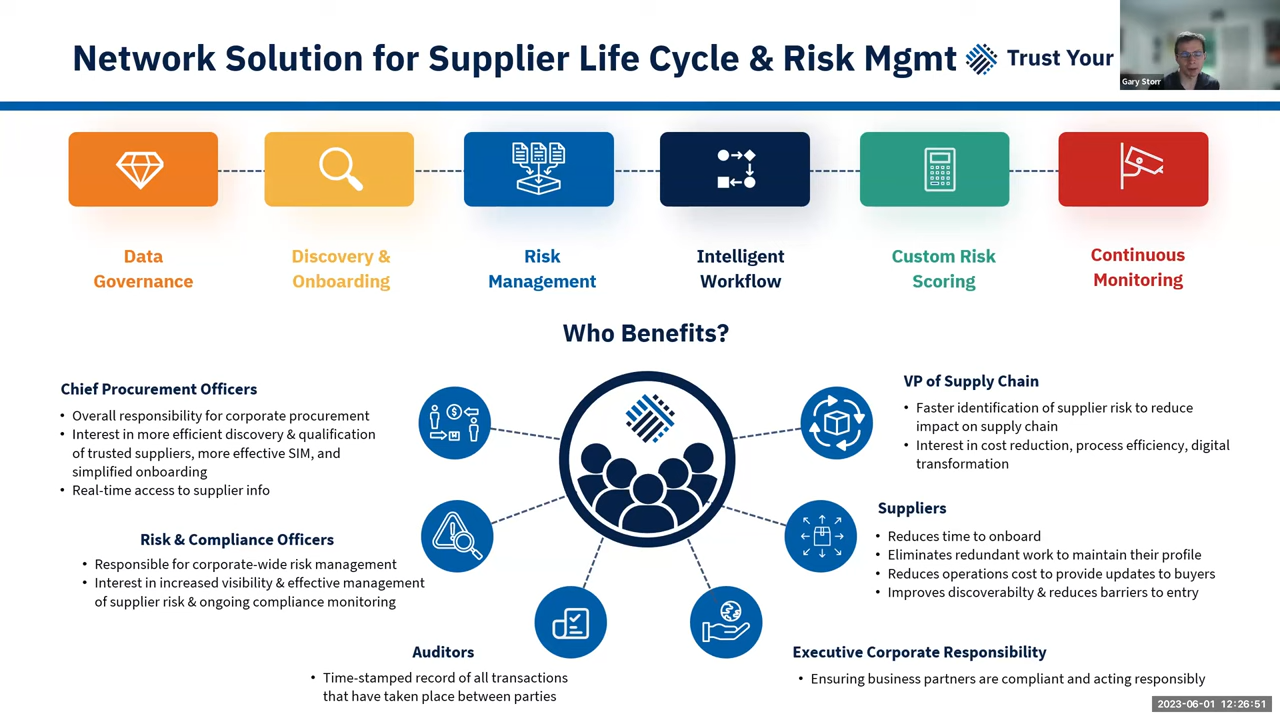 Network Solution for Supplier Life Cycle & Risk Mgmt
Trust Your
Gary Storr
Data
Governance
Discovery &
Onboarding
Risk
Management
Intelligent
Workflow
Custom Risk
Scoring
Continuous
Monitoring
Who Benefits?
Chief Procurement Officers
• Overall responsibility for corporate procurement
• Interest in more efficient discovery & qualification
of trusted suppliers, more effective SIM, and
simplified onboarding
• Real-time access to supplier info
Risk & Compliance Officers
• Responsible for corporate-wide risk management
• Interest in increased visibility & effective management
of supplier risk & ongoing compliance monitoring
Auditors
• Time-stamped record of all transactions
that have taken place between parties
VP of Supply Chain
• Faster identification of supplier risk to reduce
impact on supply chain
• Interest in cost reduction, process efficiency, digital
transformation
Suppliers
• Reduces time to onboard
• Eliminates redundant work to maintain their profile
• Reduces operations cost to provide updates to buyers
• Improves discoverabilty & reduces barriers to entry
Executive Corporate Responsibility
• Ensuring business partners are compliant and acting responsibly
2023-06-01 12:26:51